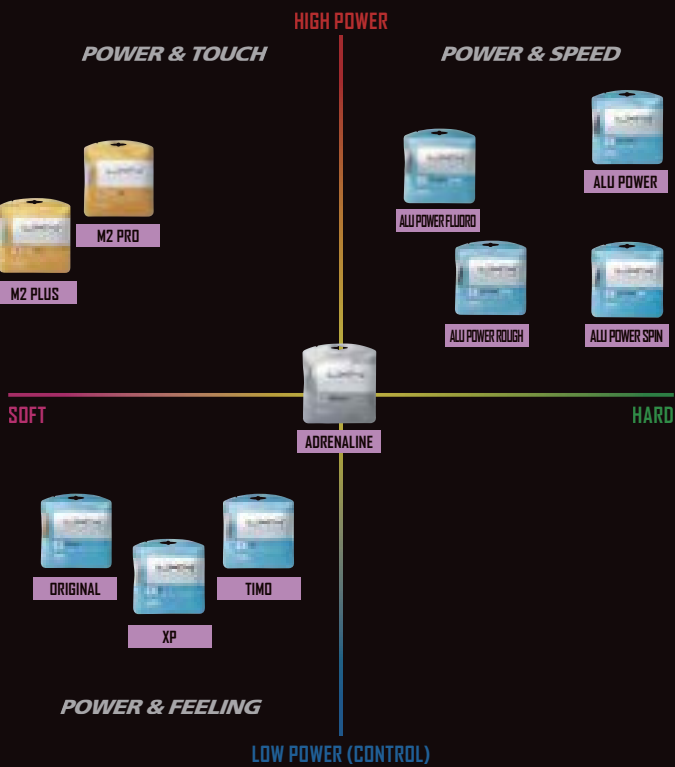 HIGH POWER
POWER & TOUCH
POWER & SPEED
ALU POWER
ALU POWER FLUORO
M2 PRO
M2 PLUS
ALU POWER ROUGH
ALU POWER SPIN
SOFT
HARD
ADRENALINE
ORIGINAL
TIMO
XP
POWER & FEELING
LOW POWER (CONTROL)